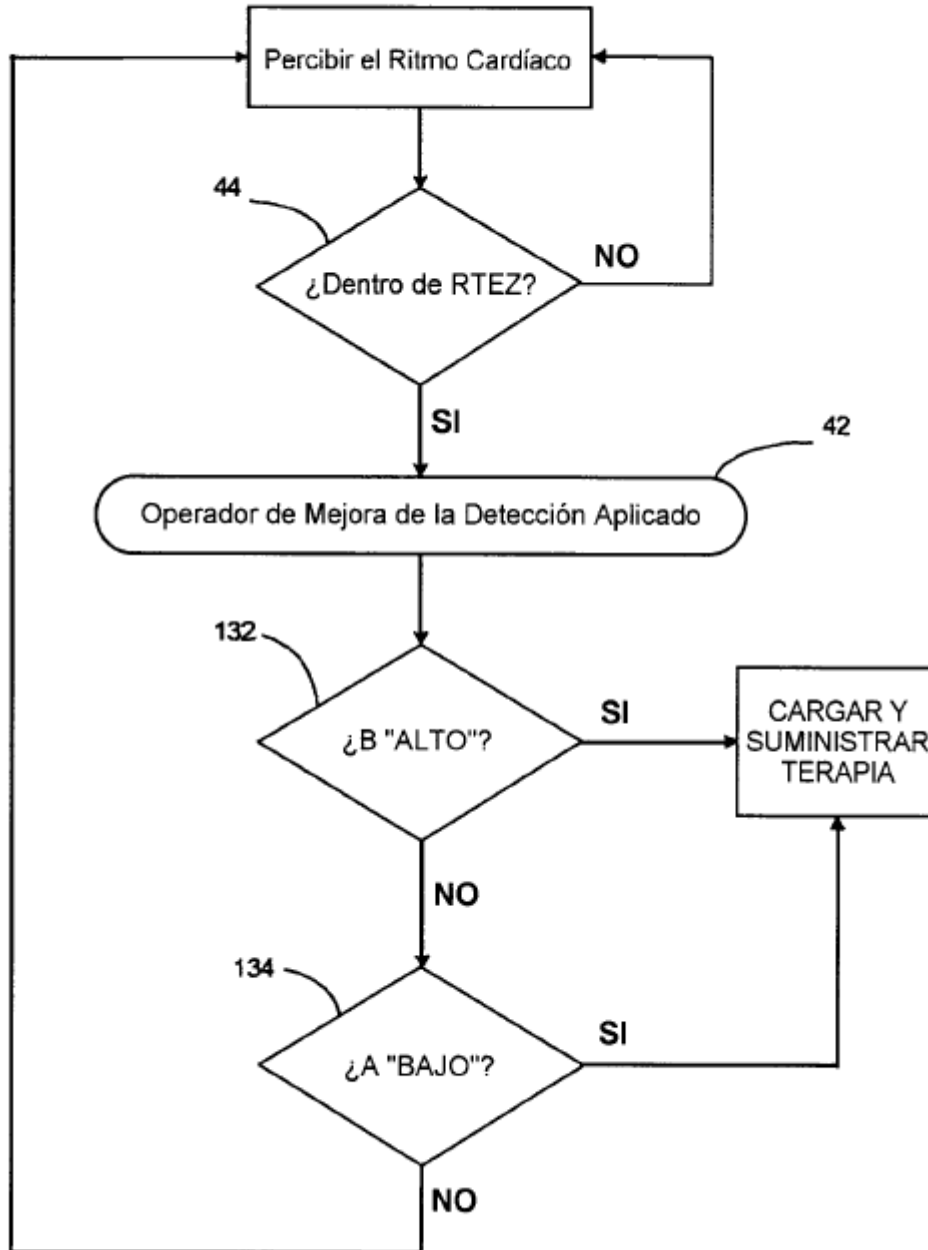 Percibir el Ritmo Cardíaco
44
¿Dentro de RTEZ?
NO
SI
42
Operador de Mejora de la Detección Aplicado
132
¿B "ALTO"?
SI
CARGAR Y
SUMINISTRAR
TERAPIA
NO
134
¿A "BAJO"?
SI
NO